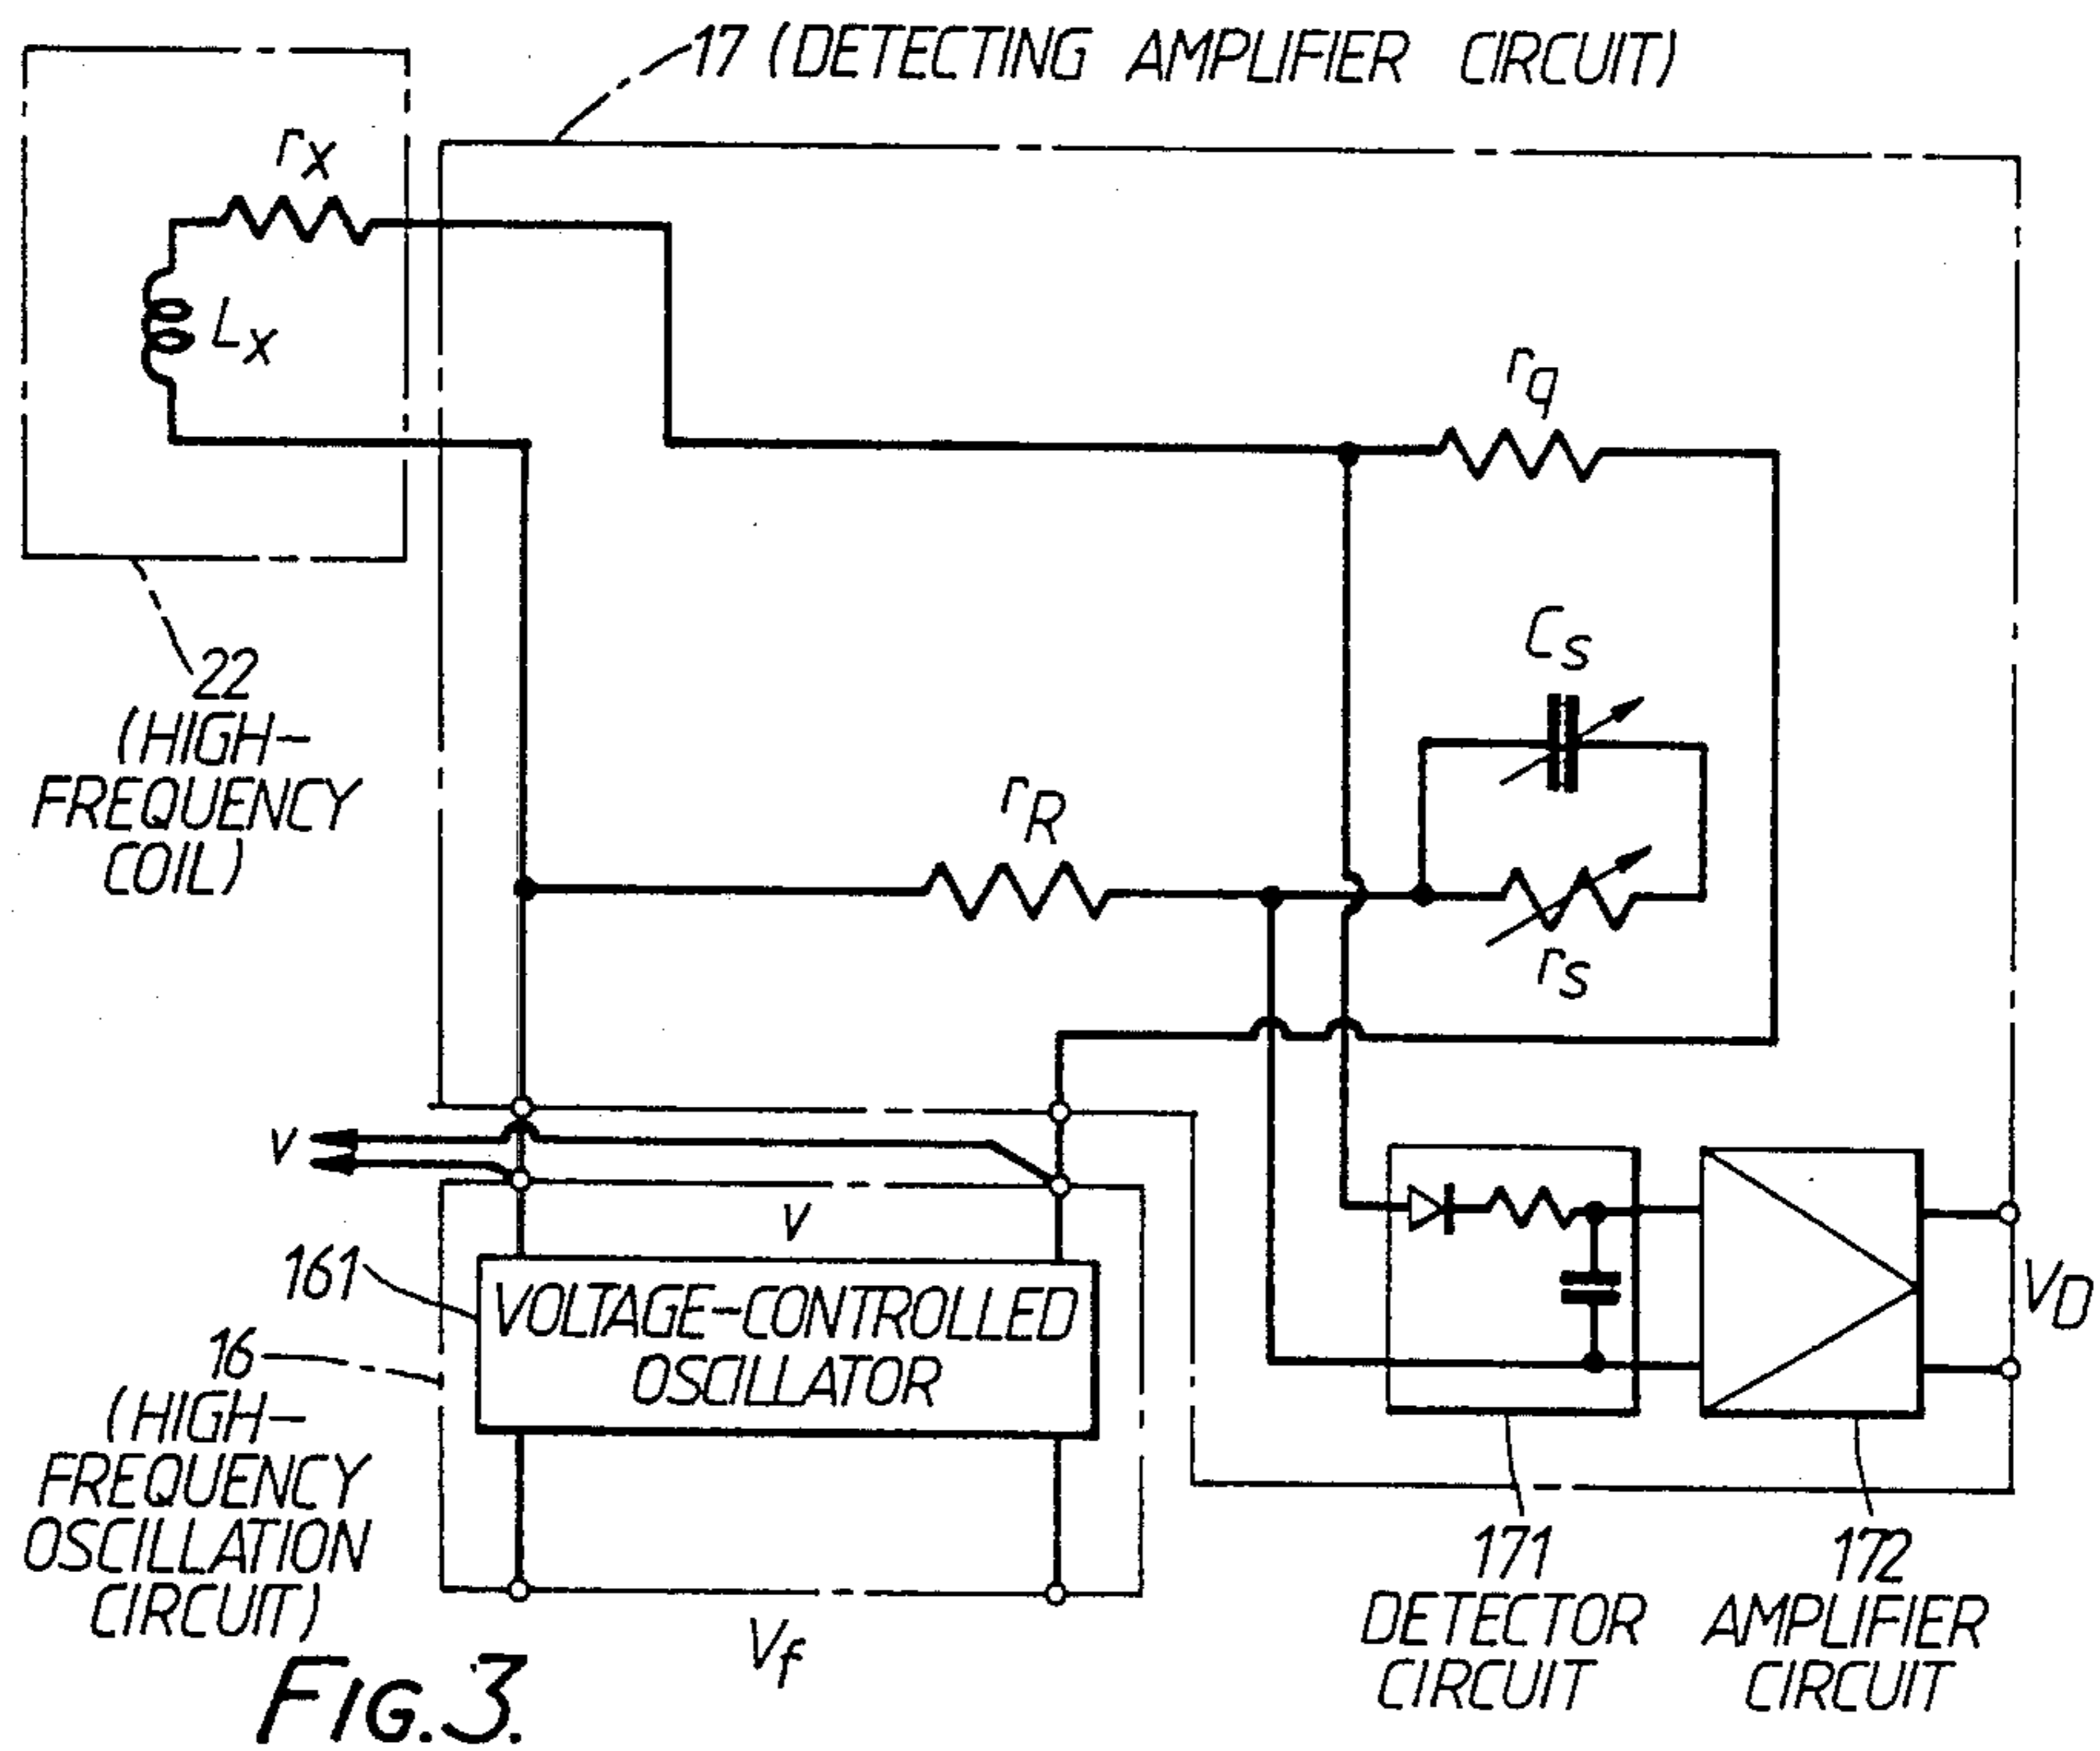 17 (DETECTING AMPLIFIER CIRCUIT)
rx
Lx
rq
22
(HIGH-
FREQUENCY
COIL)
Cs
rR
rs
v
v
161
VOLTAGE-CONTROLLED
OSCILLATOR
16
(HIGH-
FREQUENCY
OSCILLATION
CIRCUIT)
VD
171
DETECTOR
CIRCUIT
172
AMPLIFIER
CIRCUIT
Vf
FIG.3.